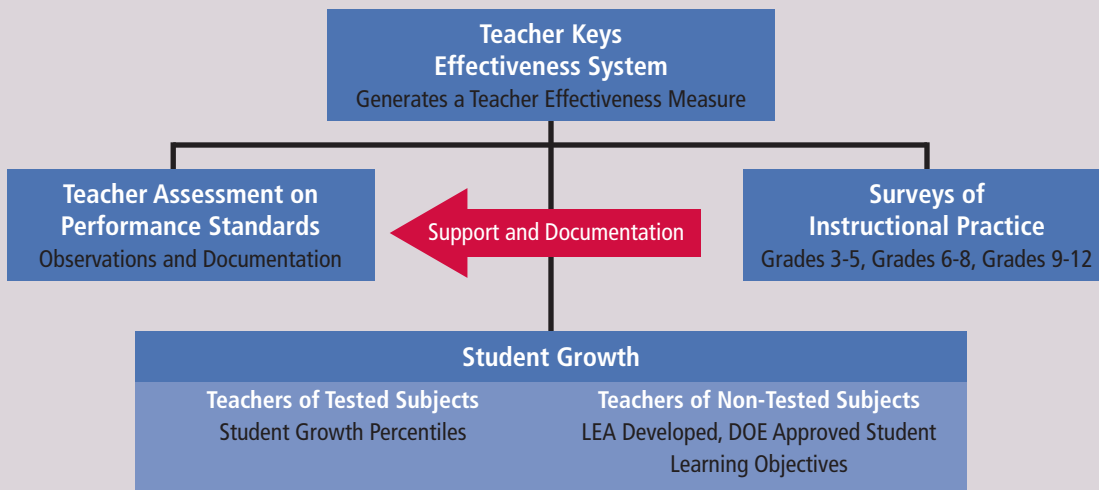 Teacher Keys
Effectiveness System
Generates a Teacher Effectiveness Measure
Teacher Assessment on
Performance Standards
Observations and Documentation
Support and Documentation
Surveys of
Instructional Practice
Grades 3-5, Grades 6-8, Grades 9-12
Student Growth
Teachers of Tested Subjects
Student Growth Percentiles
Teachers of Non-Tested Subjects
LEA Developed, DOE Approved Student
Learning Objectives